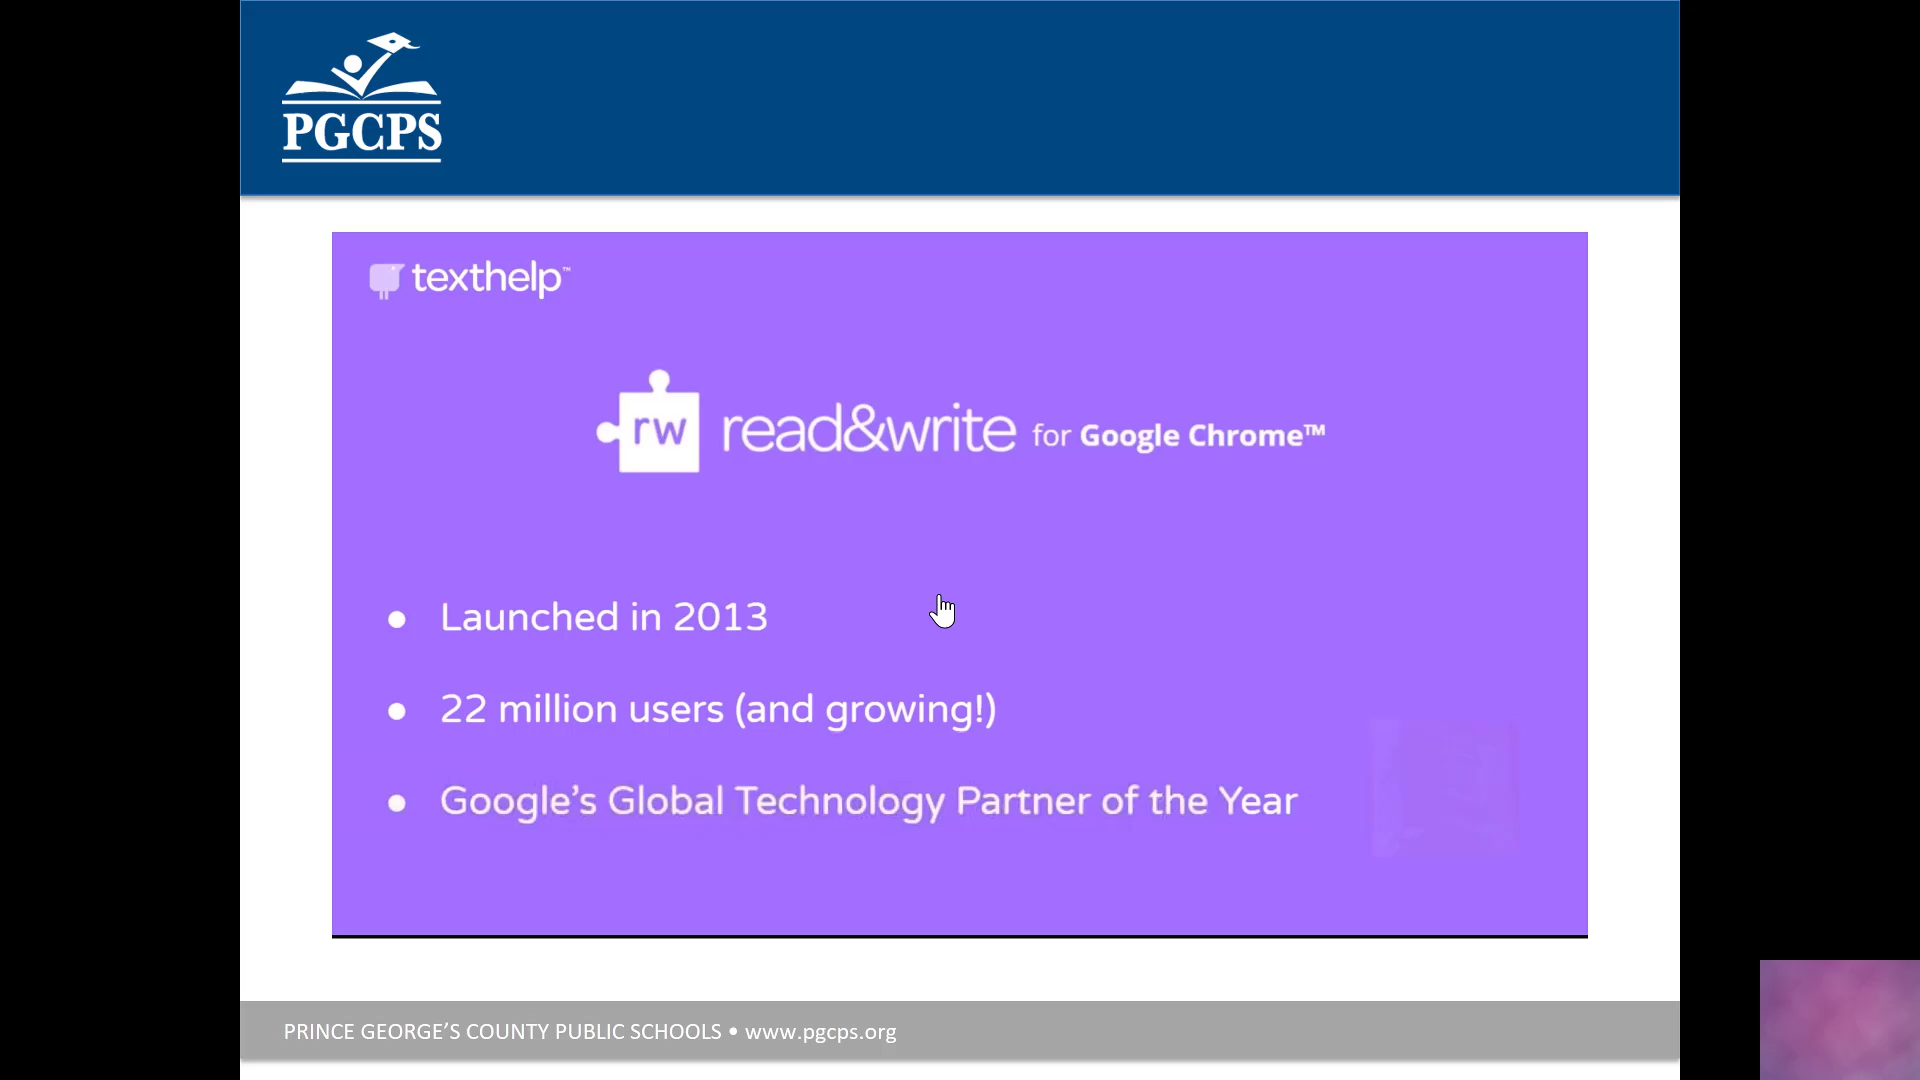 PGCPS
texthelp™
rw read&write for Google Chrome™
● Launched in 2013
● 22 million users (and growing!)
● Google’s Global Technology Partner of the Year
PRINCE GEORGE’S COUNTY PUBLIC SCHOOLS • www.pgcps.org